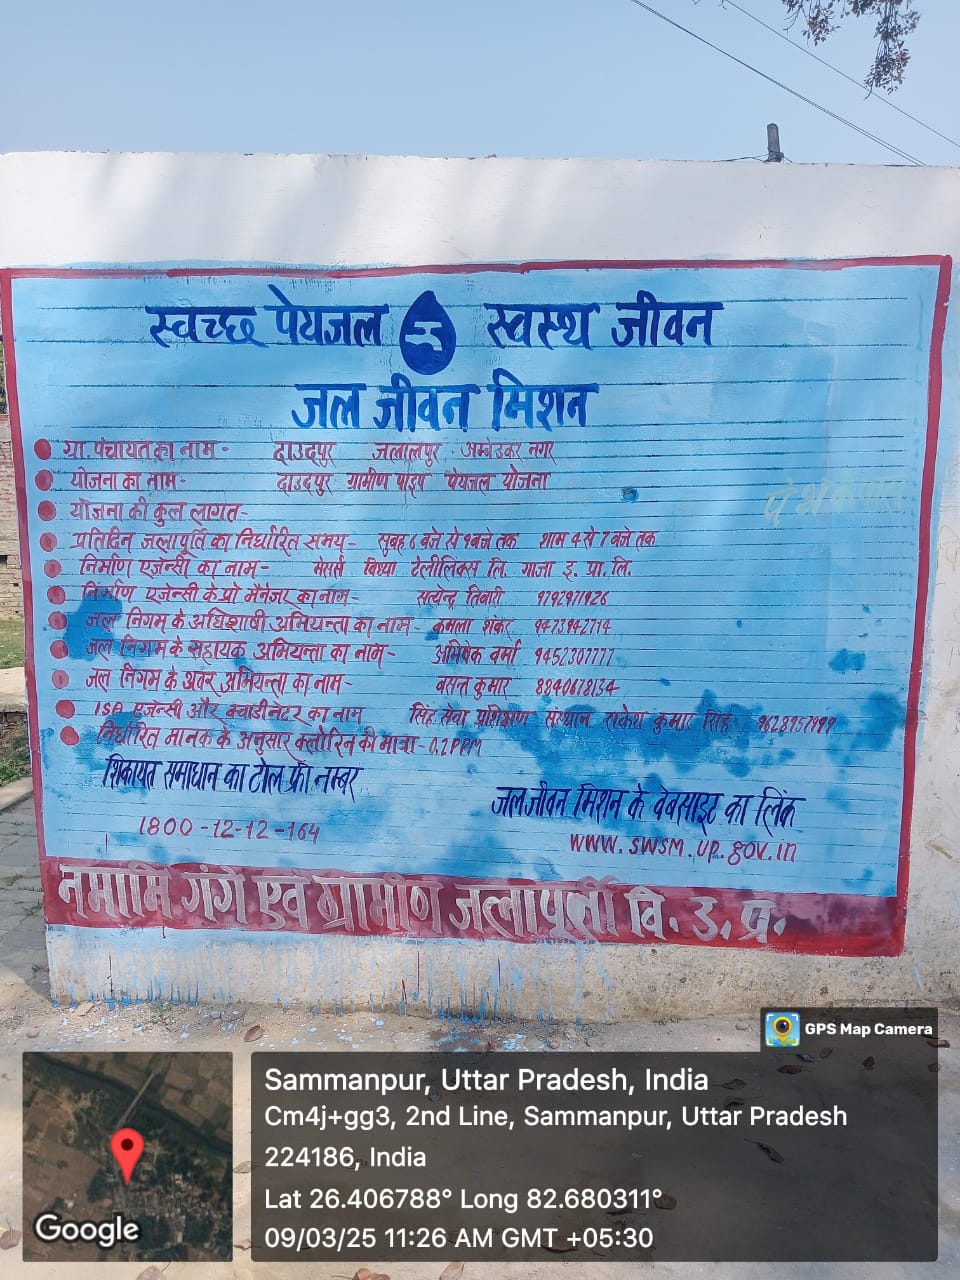 स्वच्छ पेयजल स्वस्थ जीवन
जल जीवन मिशन
ग्रा. पंचायत का नाम - दाउदपुर जलालपुर अम्बेडकर नगर
योजना का नाम - दाउदपुर ग्रामीण पाइप पेयजल योजना
योजना की कुल लागत -
प्रतिदिन जलापूर्ति का निर्धारित समय - सुबह 6 बजे से 9 बजे तक शाम 4 से 7 बजे तक
निर्माण एजेन्सी का नाम - मेसर्स विध्या टेलीलिंक्स लि. गाजा इ. प्रा. लि.
निर्माण एजेन्सी के प्रो मैनेजर का नाम - सत्येन्द्र तिवारी 9792971926
जल निगम के अधिशाषी अभियन्ता का नाम - कमला शंकर 9473942714
जल निगम के सहायक अभियन्ता का नाम - अभिषेक वर्मा 9452307777
जल निगम के अवर अभियन्ता का नाम - बसन्त कुमार 8840678134
ISA एजेन्सी और क्वाडीनेटर का नाम सिंह सेवा प्रशिक्षण संस्थान राकेश कुमार सिंह 9628957999
निर्धारित मानक के अनुसार क्लोरिन की मात्रा - 0.2 PPM
शिकायत समाधान का टोल फ्री नम्बर
1800-12-12-164
जल जीवन मिशन के वेबसाइट का लिंक
www.swsm.up.gov.in
नमामि गंगे एवं ग्रामीण जलापूर्ती वि. उ. प्र.
GPS Map Camera
Sammanpur, Uttar Pradesh, India
Cm4j+gg3, 2nd Line, Sammanpur, Uttar Pradesh
224186, India
Lat 26.406788° Long 82.680311°
09/03/25 11:26 AM GMT +05:30
Google